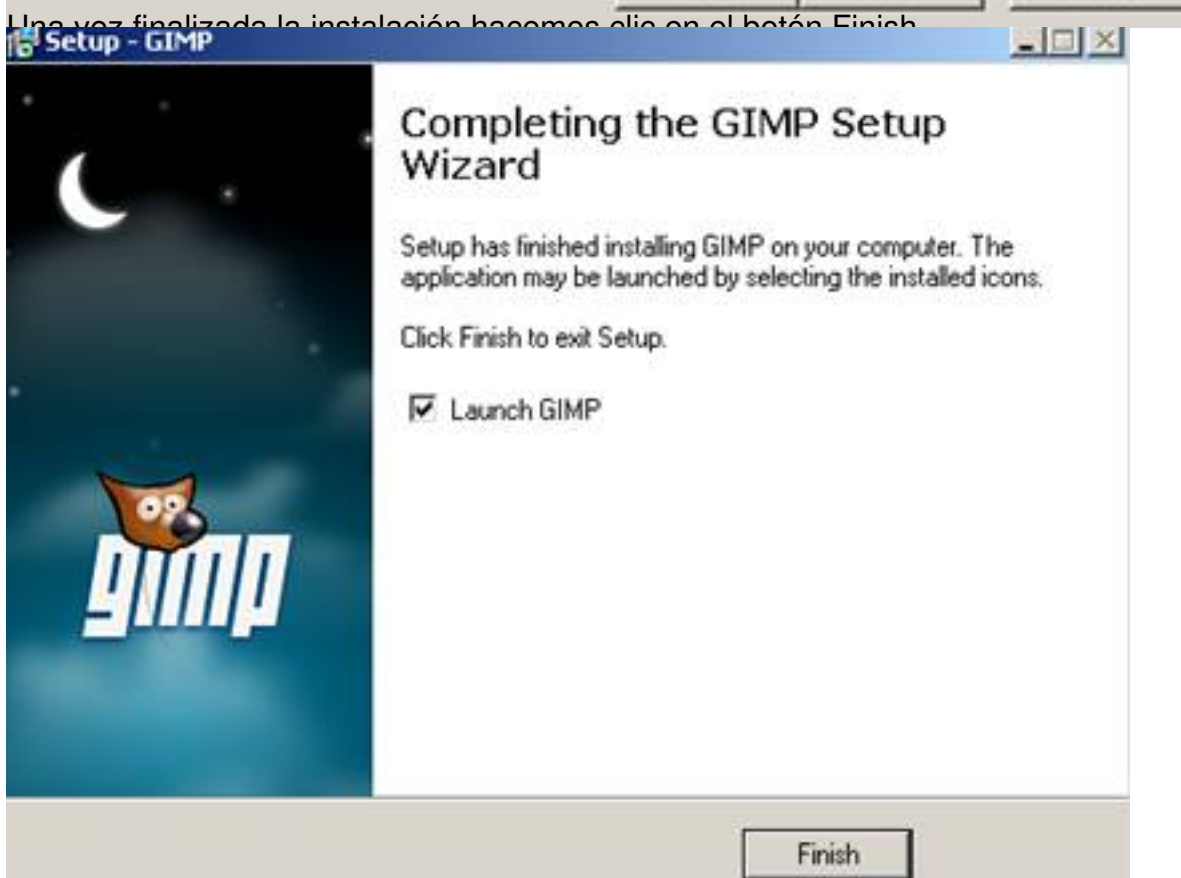 Una vez finalizada la instalación hacemos clic en el botón Finish
Setup - GIMP
Completing the GIMP Setup
Wizard
Setup has finished installing GIMP on your computer. The
application may be launched by selecting the installed icons.
Click Finish to exit Setup.
Launch GIMP
gimp
Finish